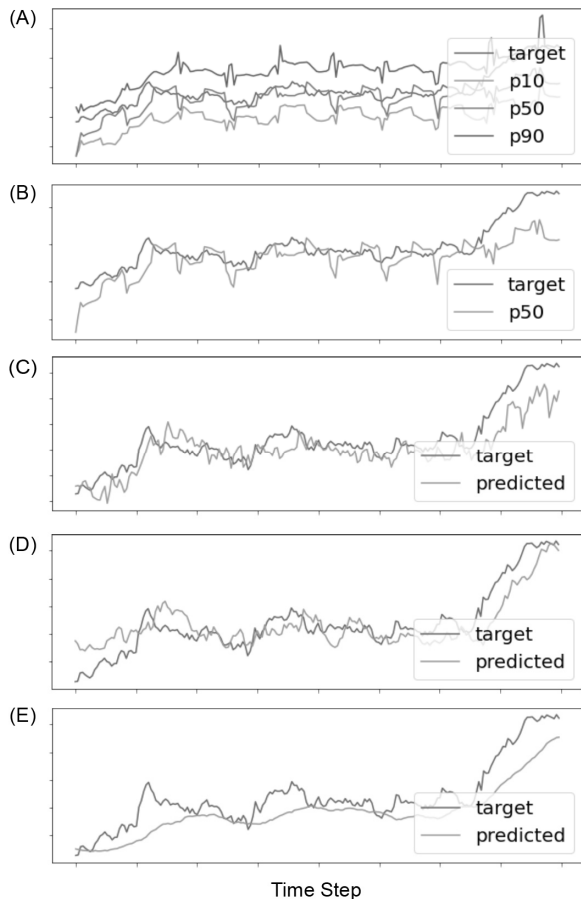 (A)
target
p10
p50
p90
(B)
target
p50
(C)
target
predicted
(D)
target
predicted
(E)
target
predicted
Time Step